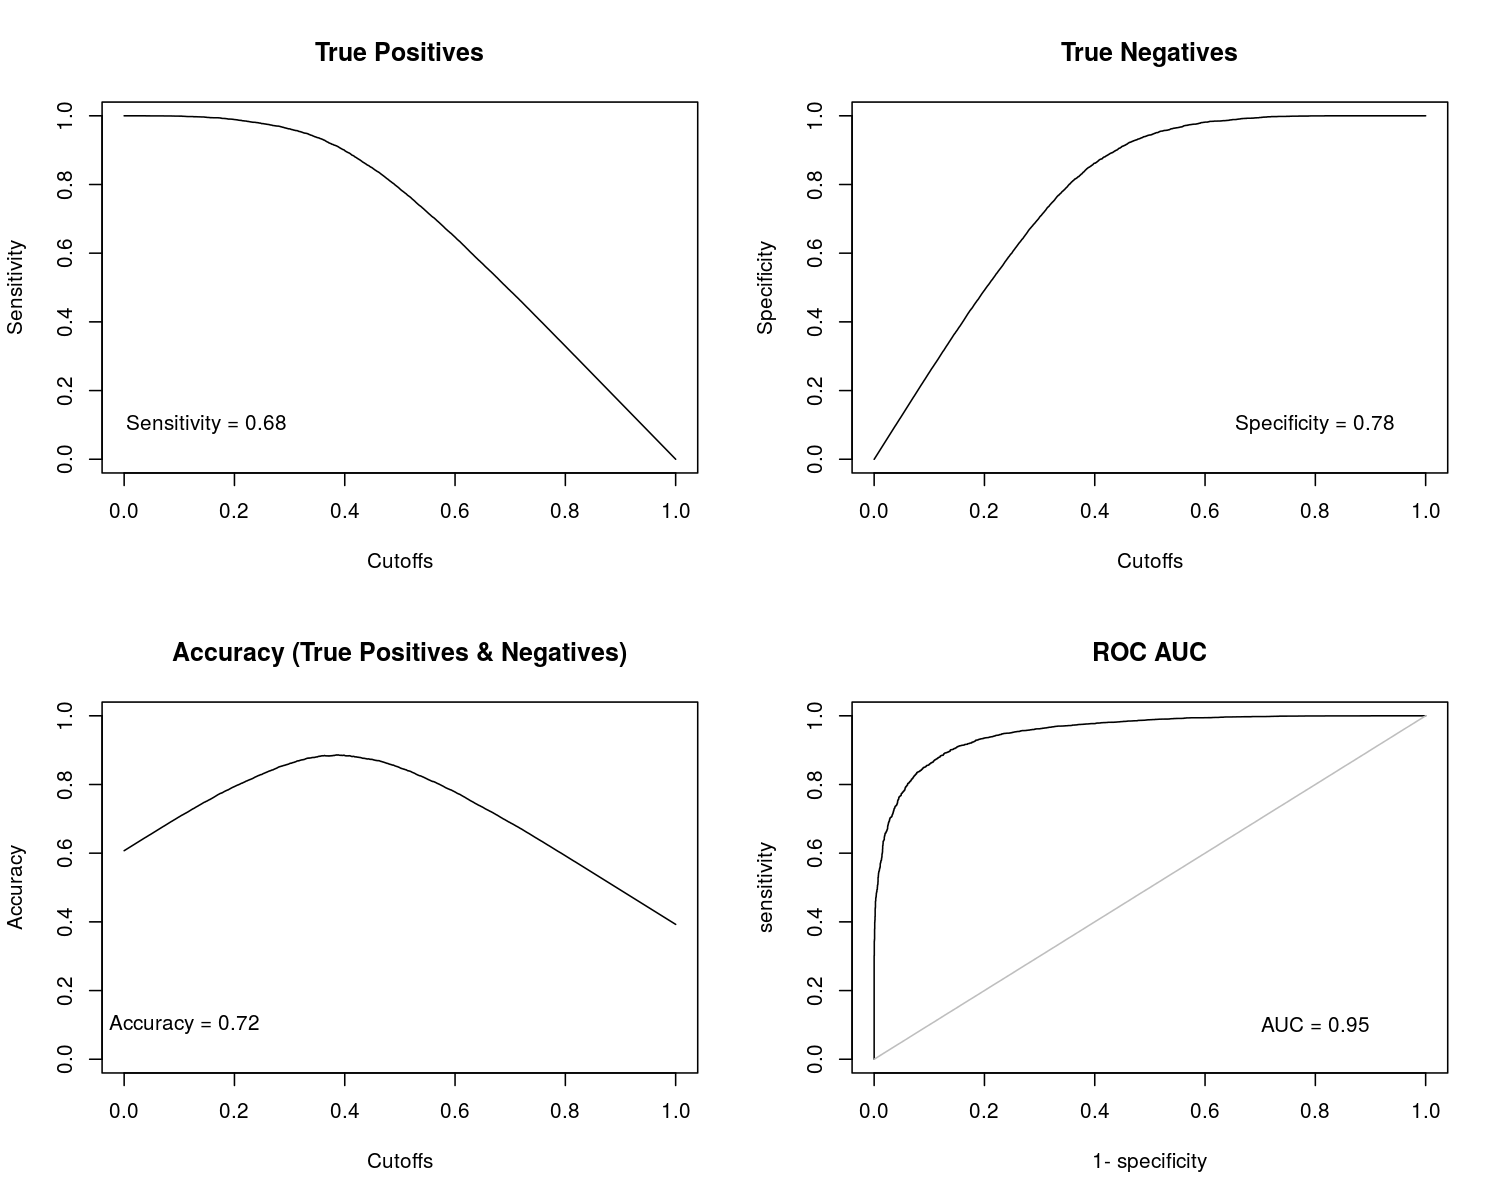 True Positives
Sensitivity
0.0 0.2 0.4 0.6 0.8 1.0
Sensitivity = 0.68
0.0 0.2 0.4 0.6 0.8 1.0
Cutoffs
True Negatives
Specificity
0.0 0.2 0.4 0.6 0.8 1.0
Specificity = 0.78
0.0 0.2 0.4 0.6 0.8 1.0
Cutoffs
Accuracy (True Positives & Negatives)
Accuracy
0.0 0.2 0.4 0.6 0.8 1.0
Accuracy = 0.72
0.0 0.2 0.4 0.6 0.8 1.0
Cutoffs
ROC AUC
sensitivity
0.0 0.2 0.4 0.6 0.8 1.0
AUC = 0.95
0.0 0.2 0.4 0.6 0.8 1.0
1- specificity